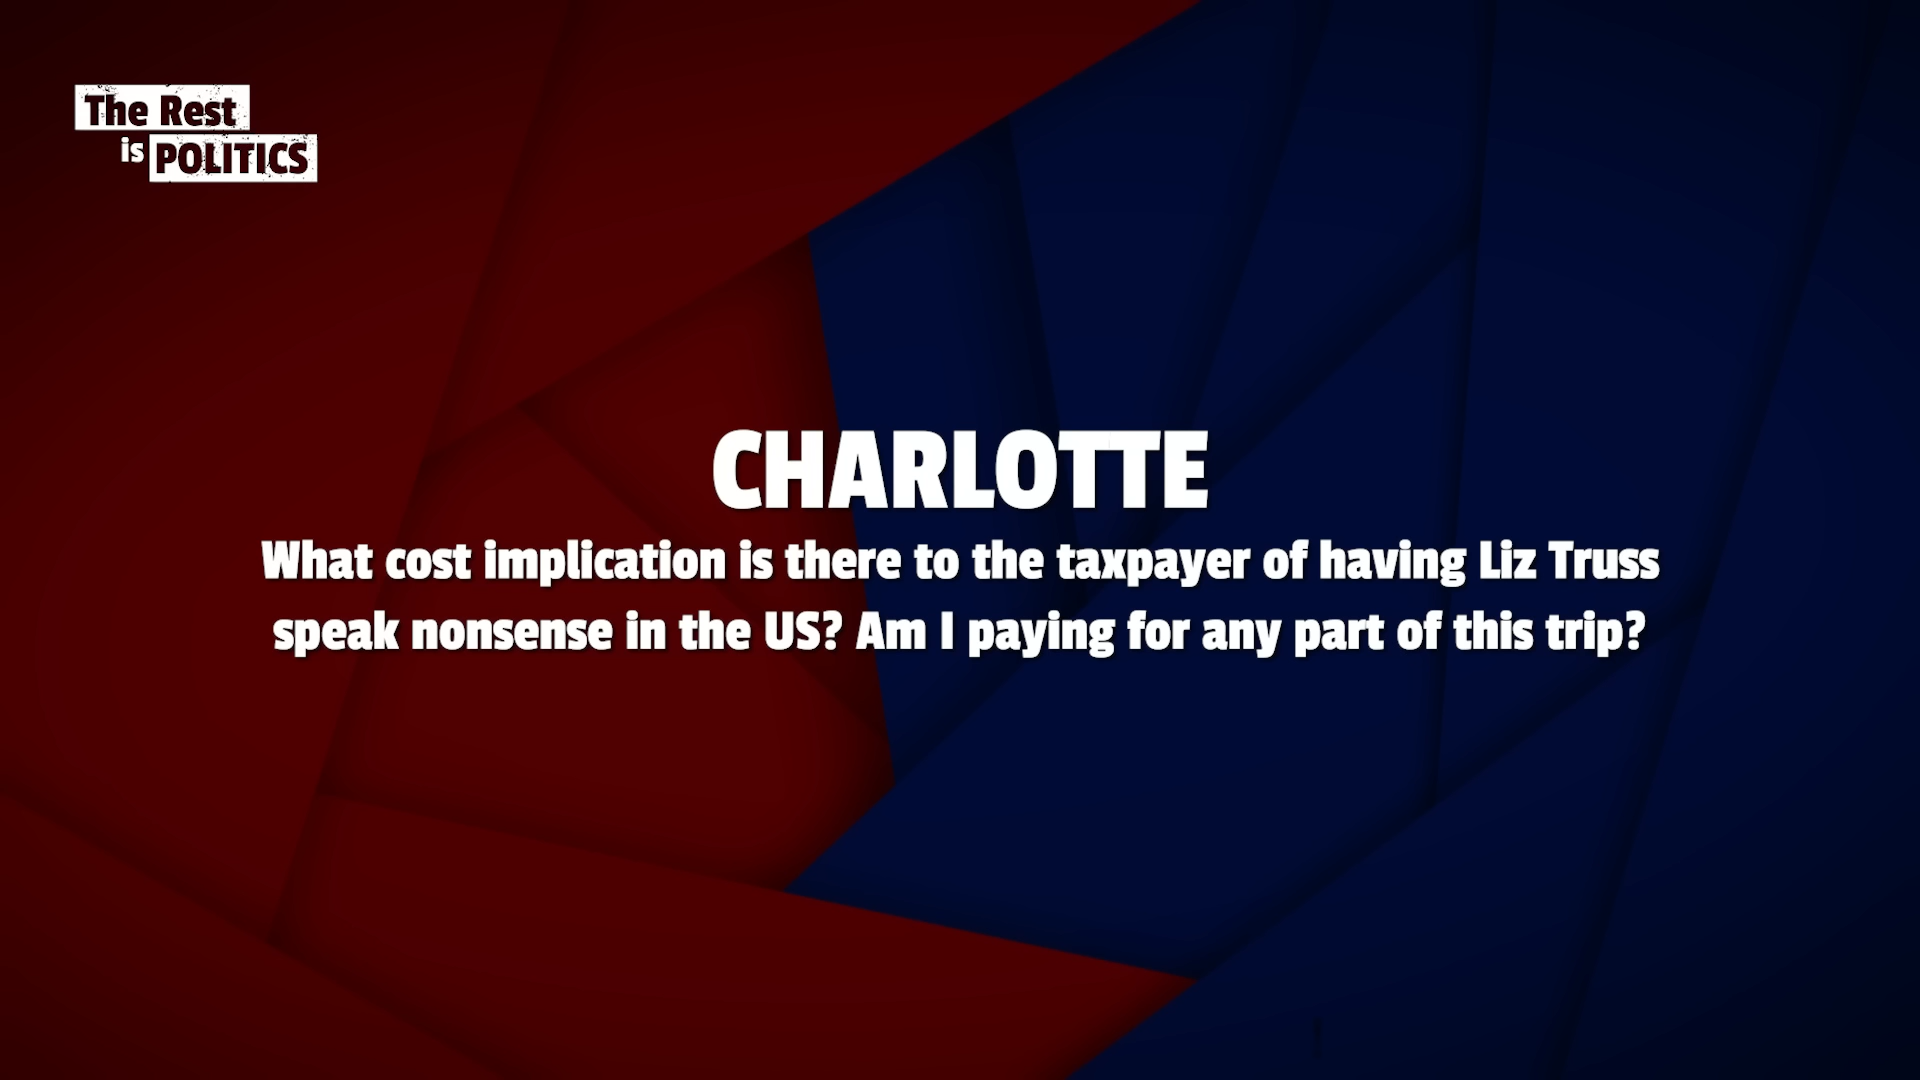 The Rest
is POLITICS
CHARLOTTE
What cost implication is there to the taxpayer of having Liz Truss
speak nonsense in the US? Am I paying for any part of this trip?